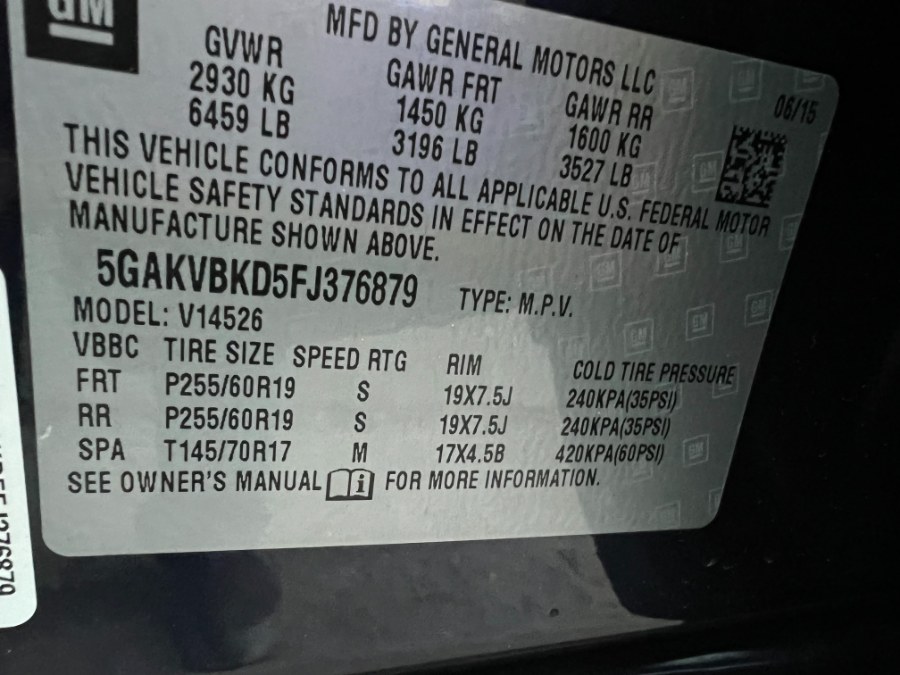 GM
MFD BY GENERAL MOTORS LLC
GVWR GAWR FRT GAWR RR 06/15
2930 KG 1450 KG 1600 KG
6459 LB 3196 LB 3527 LB
THIS VEHICLE CONFORMS TO ALL APPLICABLE U.S. FEDERAL MOTOR
VEHICLE SAFETY STANDARDS IN EFFECT ON THE DATE OF
MANUFACTURE SHOWN ABOVE.
5GAKVBKD5FJ376879 TYPE: M.P.V.
MODEL: V14526
VBBC TIRE SIZE SPEED RTG RIM COLD TIRE PRESSURE
FRT P255/60R19 S 19X7.5J 240KPA(35PSI)
RR P255/60R19 S 19X7.5J 240KPA(35PSI)
SPA T145/70R17 M 17X4.5B 420KPA(60PSI)
SEE OWNER'S MANUAL i FOR MORE INFORMATION.